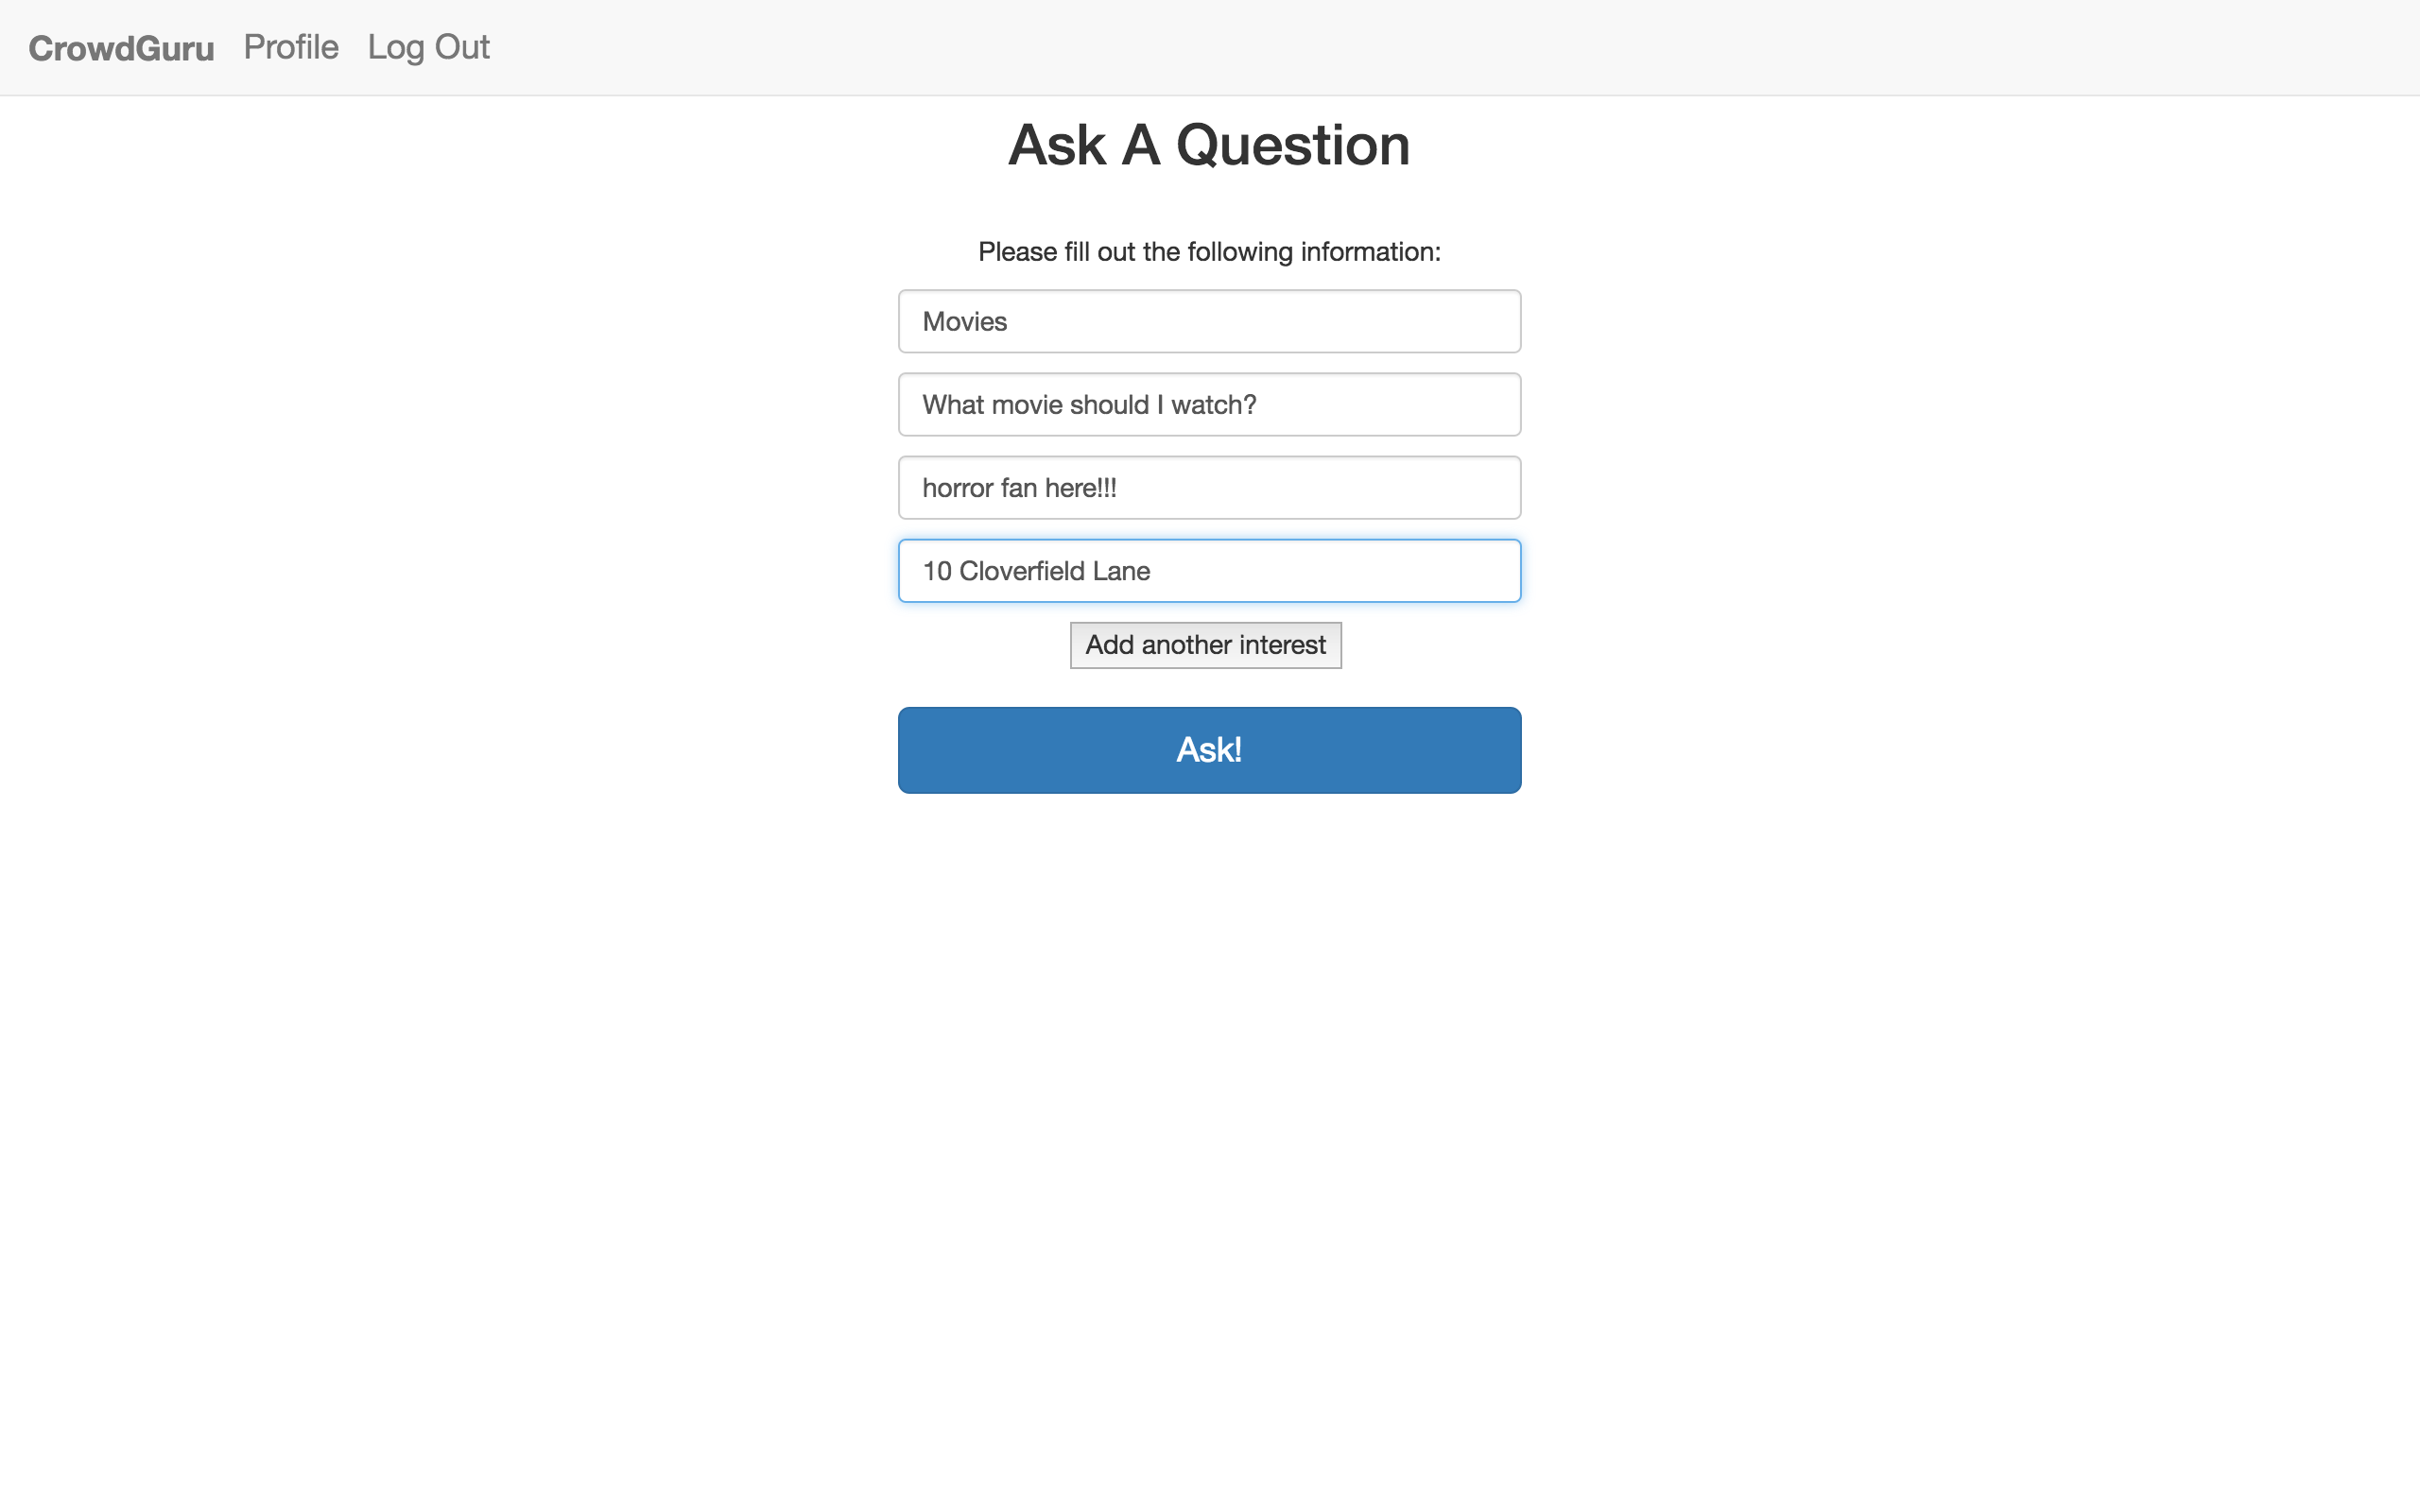 CrowdGuru Profile Log Out
Ask A Question
Please fill out the following information:
Movies
What movie should I watch?
horror fan here!!!
10 Cloverfield Lane
Add another interest
Ask!